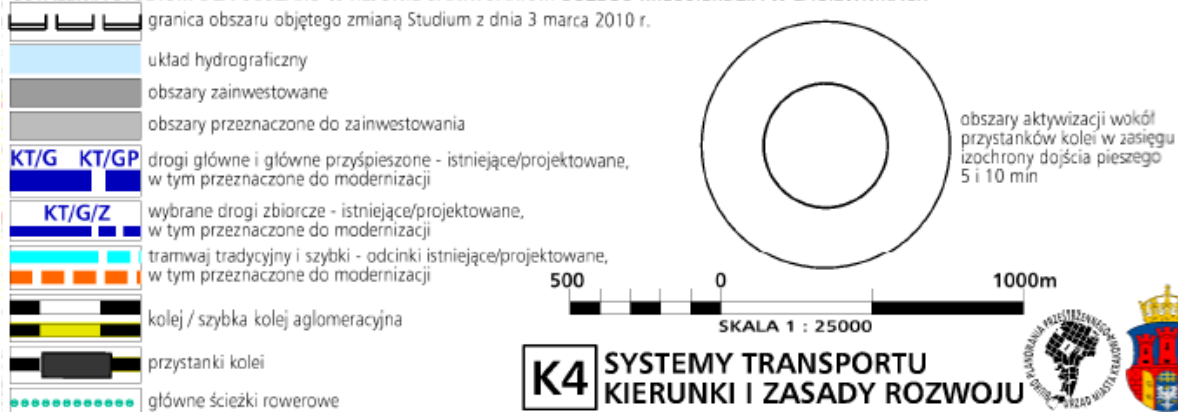 granica obszaru objętego zmianą Studium z dnia 3 marca 2010 r.
układ hydrograficzny
obszary zainwestowane
obszary przeznaczone do zainwestowania
KT/G KT/GP
drogi główne i główne przyśpieszone - istniejące/projektowane,
w tym przeznaczone do modernizacji
KT/G/Z
wybrane drogi zbiorcze - istniejące/projektowane,
w tym przeznaczone do modernizacji
tramwaj tradycyjny i szybki - odcinki istniejące/projektowane,
w tym przeznaczone do modernizacji
kolej / szybka kolej aglomeracyjna
przystanki kolei
główne ścieżki rowerowe
obszary aktywizacji wokół
przystanków kolei w zasięgu
izochrony dojścia pieszego
5 i 10 min
500 0 1000m
SKALA 1 : 25000
K4 SYSTEMY TRANSPORTU
KIERUNKI I ZASADY ROZWOJU